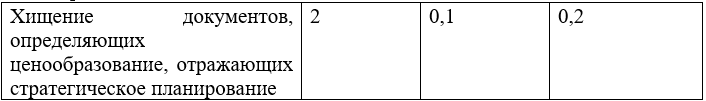 Хищение документов, 2 0,1 0,2
определяющих
ценообразование, отражающих
стратегическое планирование